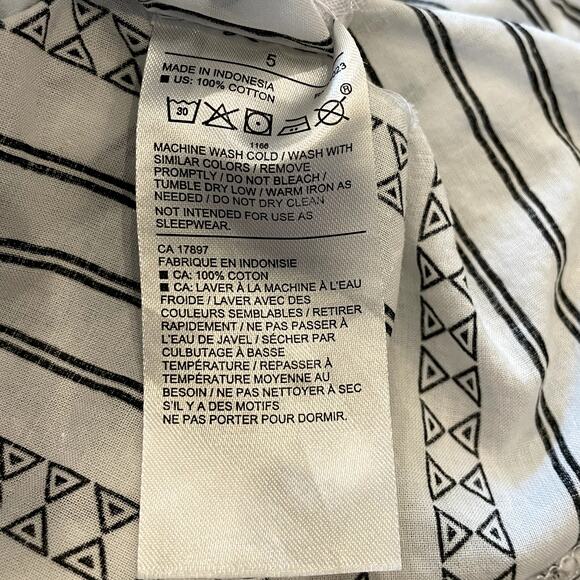 5
MADE IN INDONESIA
■ US: 100% COTTON
30
1166
MACHINE WASH COLD / WASH WITH
SIMILAR COLORS / REMOVE
PROMPTLY / DO NOT BLEACH /
TUMBLE DRY LOW / WARM IRON AS
NEEDED / DO NOT DRY CLEAN
NOT INTENDED FOR USE AS
SLEEPWEAR.
CA 17897
FABRIQUE EN INDONISIE
■ CA: 100% COTON
■ CA: LAVER À LA MACHINE À L'EAU
FROIDE / LAVER AVEC DES
COULEURS SEMBLABLES / RETIRER
RAPIDEMENT / NE PAS PASSER À
L'EAU DE JAVEL / SÉCHER PAR
CULBUTAGE À BASSE
TEMPÉRATURE / REPASSER À
TEMPÉRATURE MOYENNE AU
BESOIN / NE PAS NETTOYER À SEC
S'IL Y A DES MOTIFS
NE PAS PORTER POUR DORMIR.